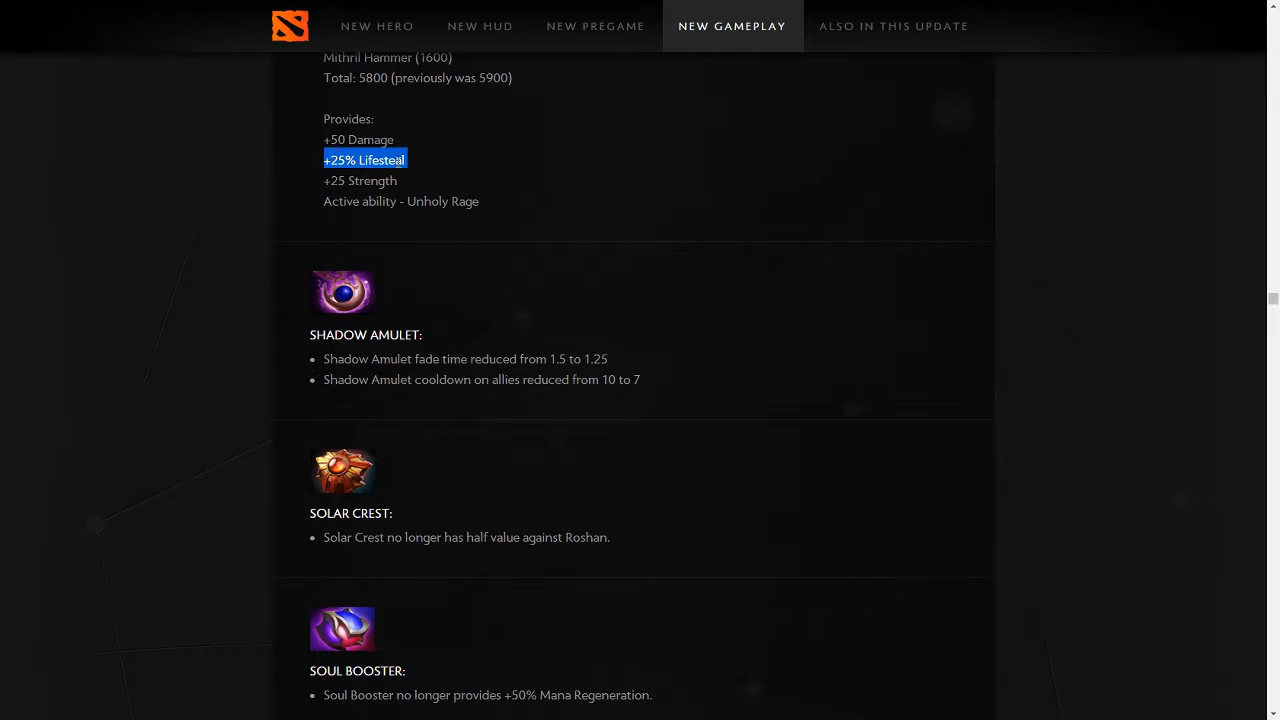 NEW HERO NEW HUD NEW PREGAME NEW GAMEPLAY ALSO IN THIS UPDATE
Mithril Hammer (1600)
Total: 5800 (previously was 5900)
Provides:
+50 Damage
+25% Lifesteal
+25 Strength
Active ability - Unholy Rage
SHADOW AMULET:
• Shadow Amulet fade time reduced from 1.5 to 1.25
• Shadow Amulet cooldown on allies reduced from 10 to 7
SOLAR CREST:
• Solar Crest no longer has half value against Roshan.
SOUL BOOSTER:
• Soul Booster no longer provides +50% Mana Regeneration.